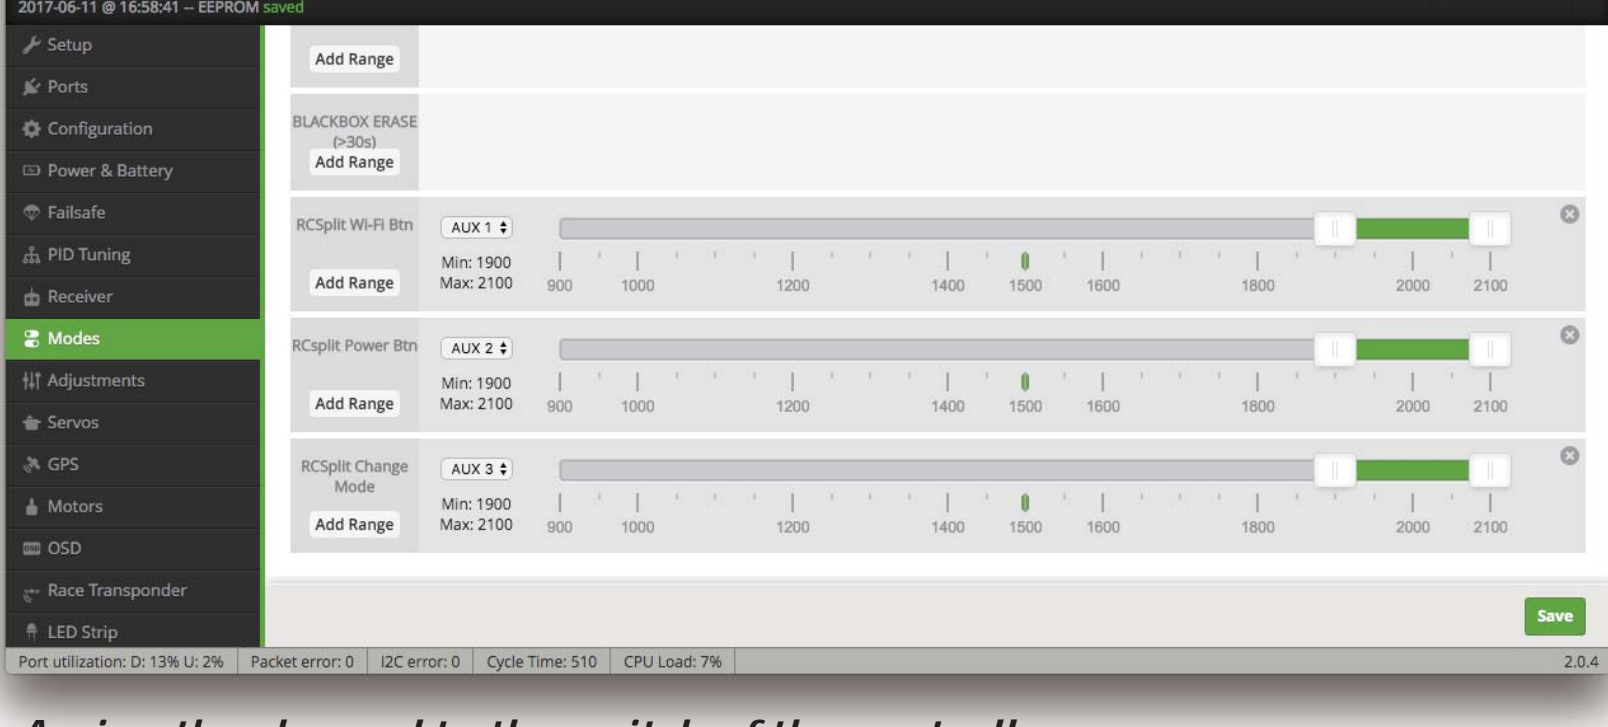 2017-06-11 @ 16:58:41 -- EEPROM saved
Setup
Ports
Configuration
Power & Battery
Failsafe
PID Tuning
Receiver
Modes
Adjustments
Servos
GPS
Motors
OSD OSD
Race Transponder
LED Strip
Add Range
BLACKBOX ERASE
(>30s)
Add Range
RCSplit Wi-Fi Btn
Add Range
AUX 1
Min: 1900
Max: 2100
900 1000 1200 1400 1500 1600 1800 2000 2100
RCsplit Power Btn
Add Range
AUX 2
Min: 1900
Max: 2100
900 1000 1200 1400 1500 1600 1800 2000 2100
RCSplit Change
Mode
Add Range
AUX 3
Min: 1900
Max: 2100
900 1000 1200 1400 1500 1600 1800 2000 2100
Save
Port utilization: D: 13% U: 2% Packet error: 0 I2C error: 0 Cycle Time: 510 CPU Load: 7% 2.0.4